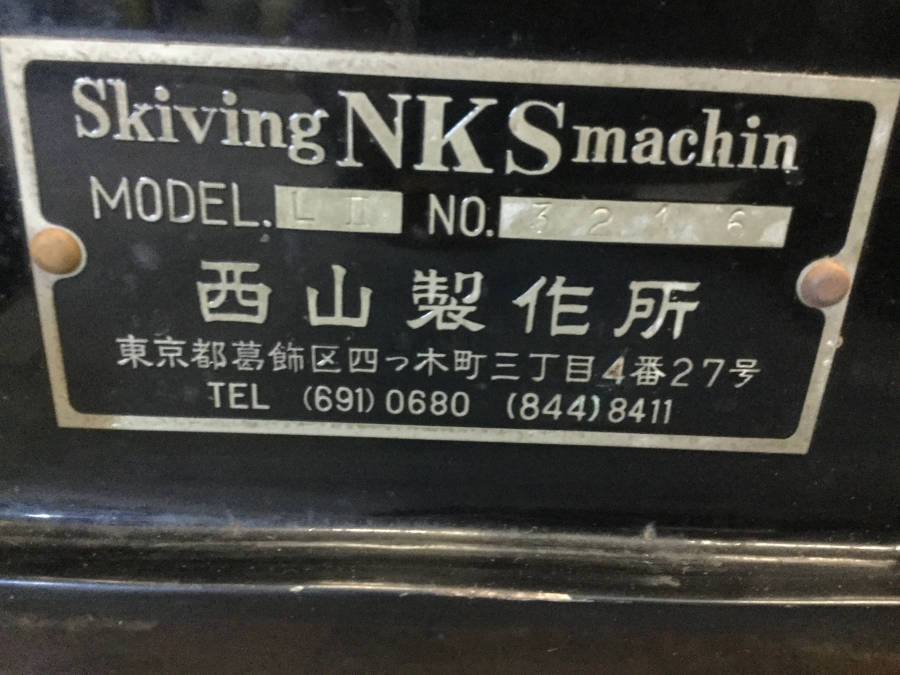 Skiving NKS machin
MODEL. L II NO. 3216
西山製作所
東京都葛飾区四っ木町三丁目4番27号
TEL (691) 0680 (844) 8411